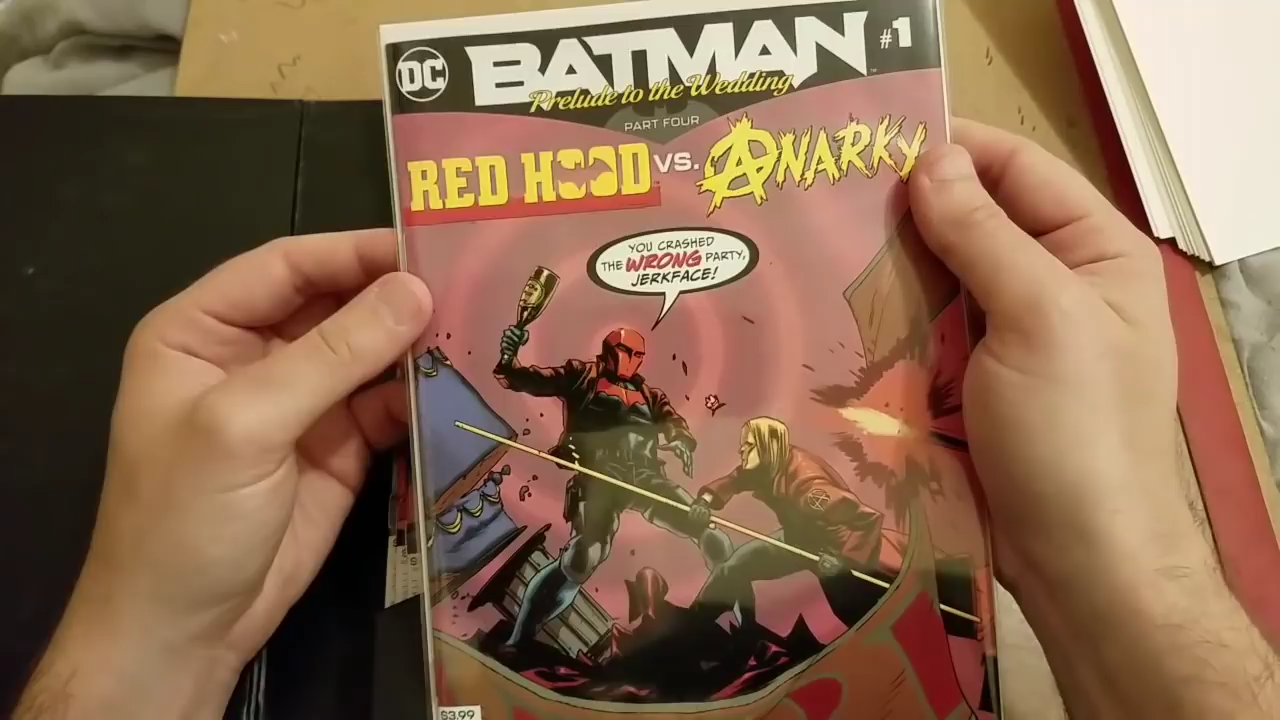 DC
BATMAN #1
Prelude to the Wedding
PART FOUR
RED HOOD VS. ANARKY
YOU CRASHED
THE WRONG PARTY,
JERKFACE!
$3.99